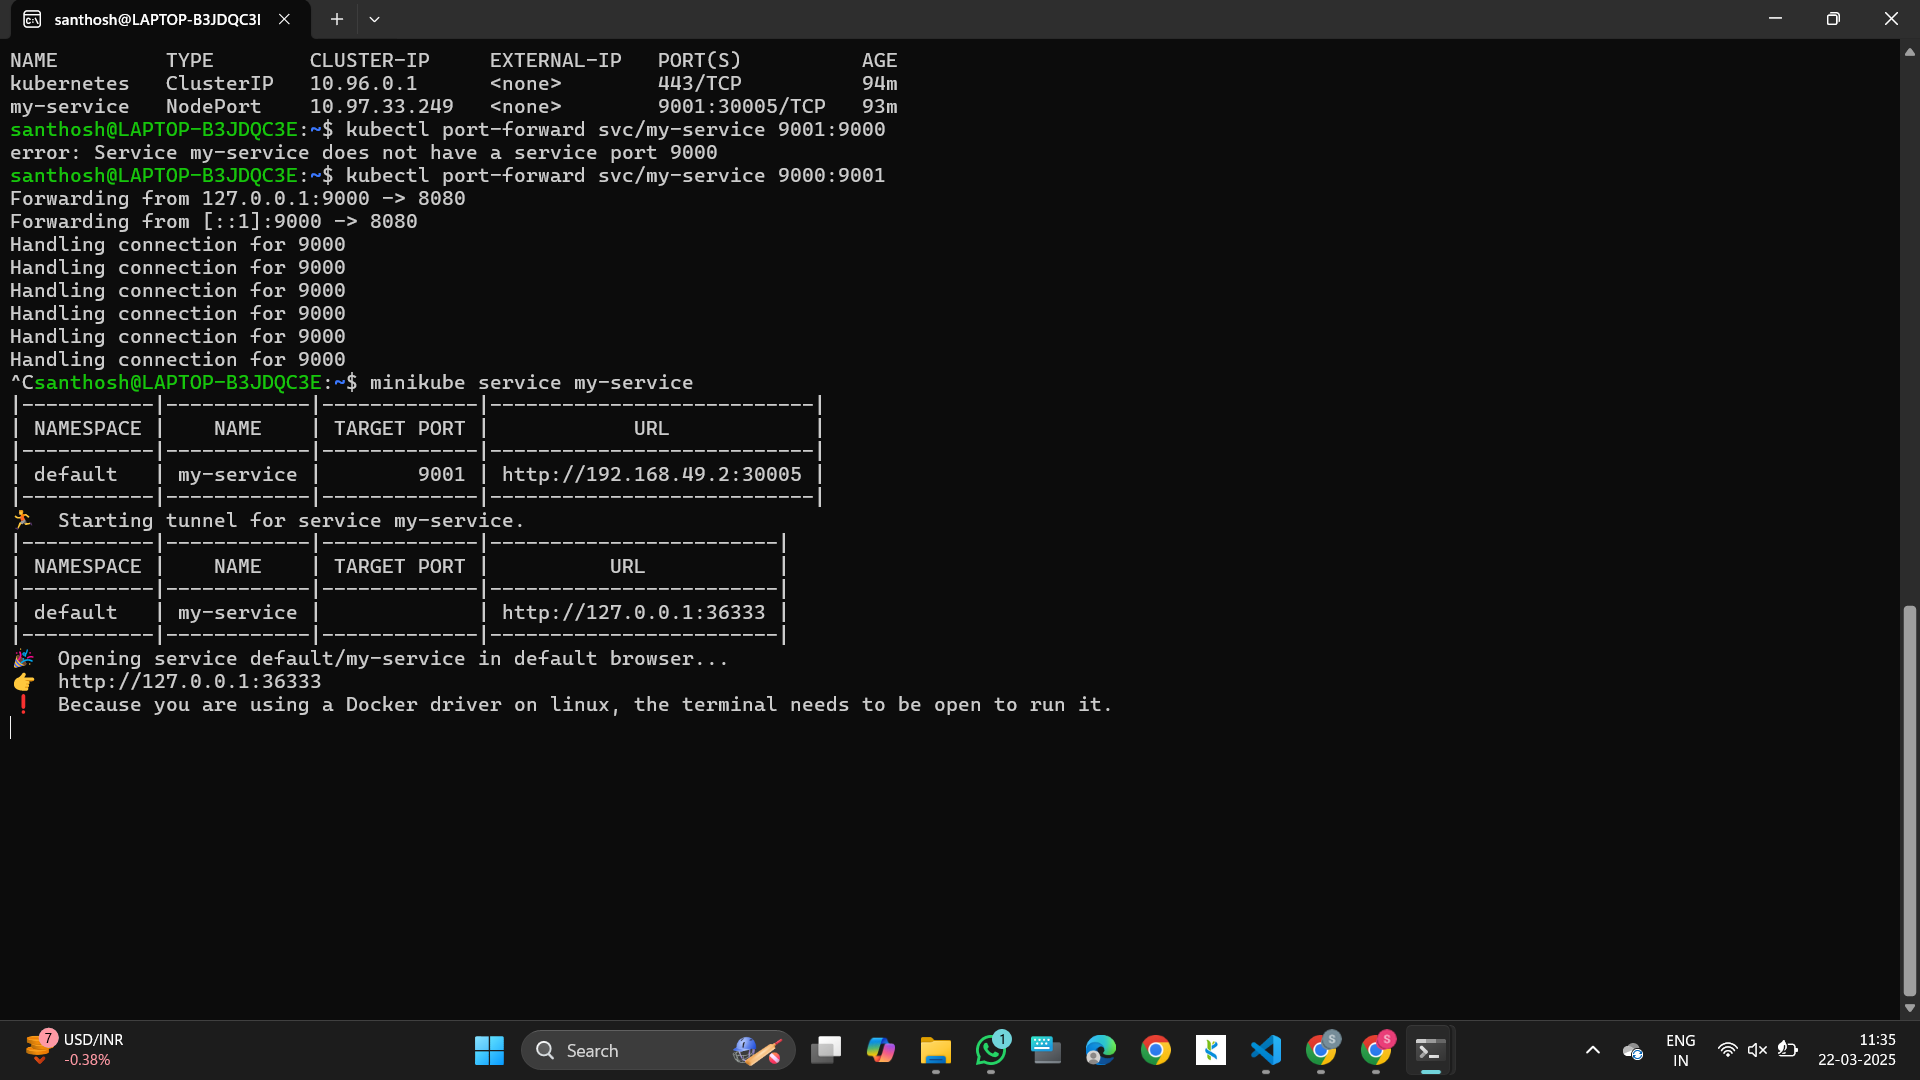 santhosh@LAPTOP-B3JDQC3I
NAME         TYPE        CLUSTER-IP     EXTERNAL-IP   PORT(S)          AGE
kubernetes   ClusterIP   10.96.0.1      <none>        443/TCP          94m
my-service   NodePort    10.97.33.249   <none>        9001:30005/TCP   93m
santhosh@LAPTOP-B3JDQC3E:~$ kubectl port-forward svc/my-service 9001:9000
error: Service my-service does not have a service port 9000
santhosh@LAPTOP-B3JDQC3E:~$ kubectl port-forward svc/my-service 9000:9001
Forwarding from 127.0.0.1:9000 -> 8080
Forwarding from [::1]:9000 -> 8080
Handling connection for 9000
Handling connection for 9000
Handling connection for 9000
Handling connection for 9000
Handling connection for 9000
Handling connection for 9000
^Csanthosh@LAPTOP-B3JDQC3E:~$ minikube service my-service
|-----------|------------|-------------|---------------------------|
| NAMESPACE |    NAME    | TARGET PORT |            URL            |
|-----------|------------|-------------|---------------------------|
| default   | my-service |        9001 | http://192.168.49.2:30005 |
|-----------|------------|-------------|---------------------------|
🏃  Starting tunnel for service my-service.
|-----------|------------|-------------|------------------------|
| NAMESPACE |    NAME    | TARGET PORT |          URL           |
|-----------|------------|-------------|------------------------|
| default   | my-service |             | http://127.0.0.1:36333 |
|-----------|------------|-------------|------------------------|
🎉  Opening service default/my-service in default browser...
👉  http://127.0.0.1:36333
❗  Because you are using a Docker driver on linux, the terminal needs to be open to run it.
7
USD/INR
-0.38%
Search
1
S
S
ENG
IN
11:35
22-03-2025